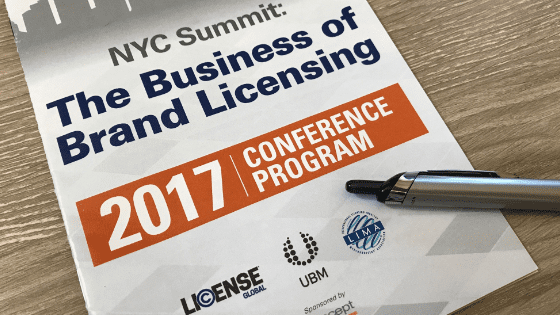 NYC Summit:
The Business of
Brand Licensing
2017
CONFERENCE
PROGRAM
LICENSE
GLOBAL
UBM
LIMA
Sponsored by